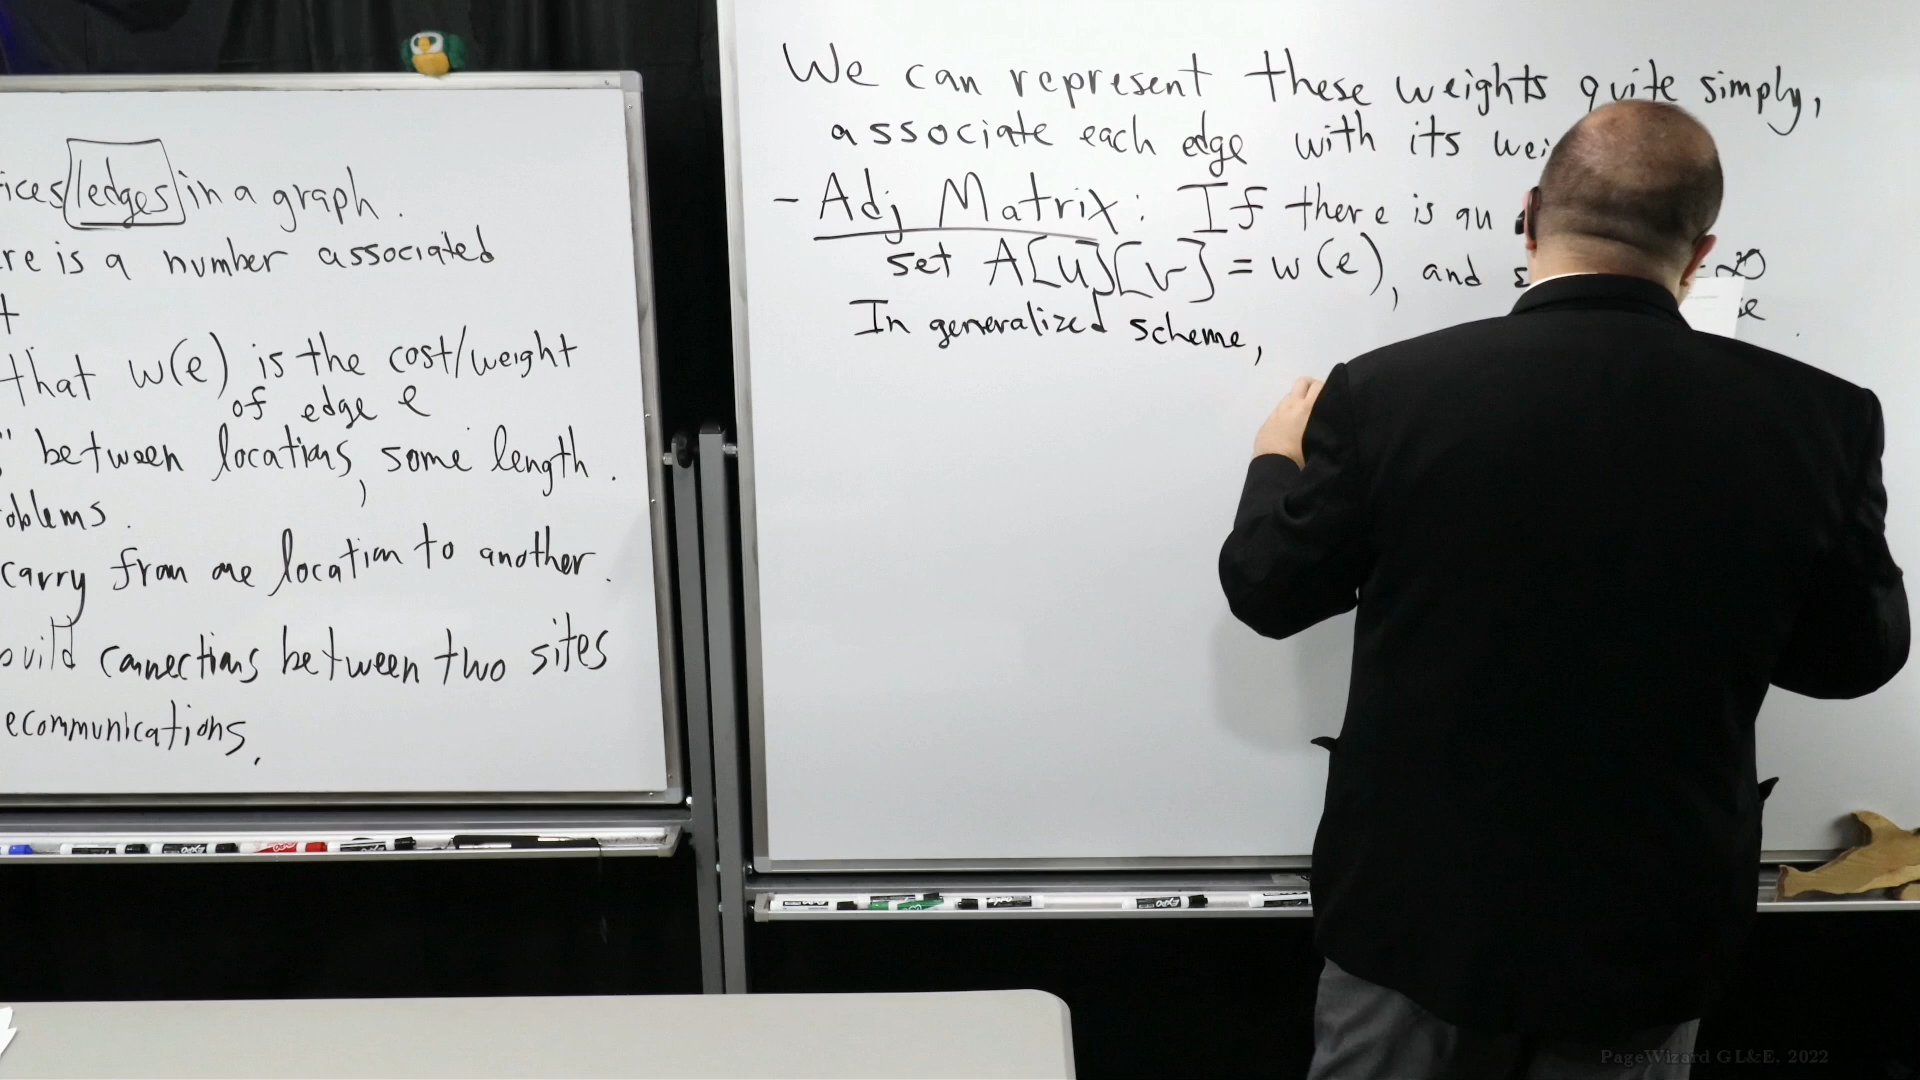 ices/edges in a graph.
re is a number associated
t
that w(e) is the cost/weight
of edge e
" between locations, some length.
oblems.
carry from one location to another.
build connections between two sites
ecommunications.
We can represent these weights quite simply,
associate each edge with its wei
- Adj Matrix: If there is an
set A[u][v] = w(e), and
∞
In generalized scheme,
PageWizard GL&E, 2022